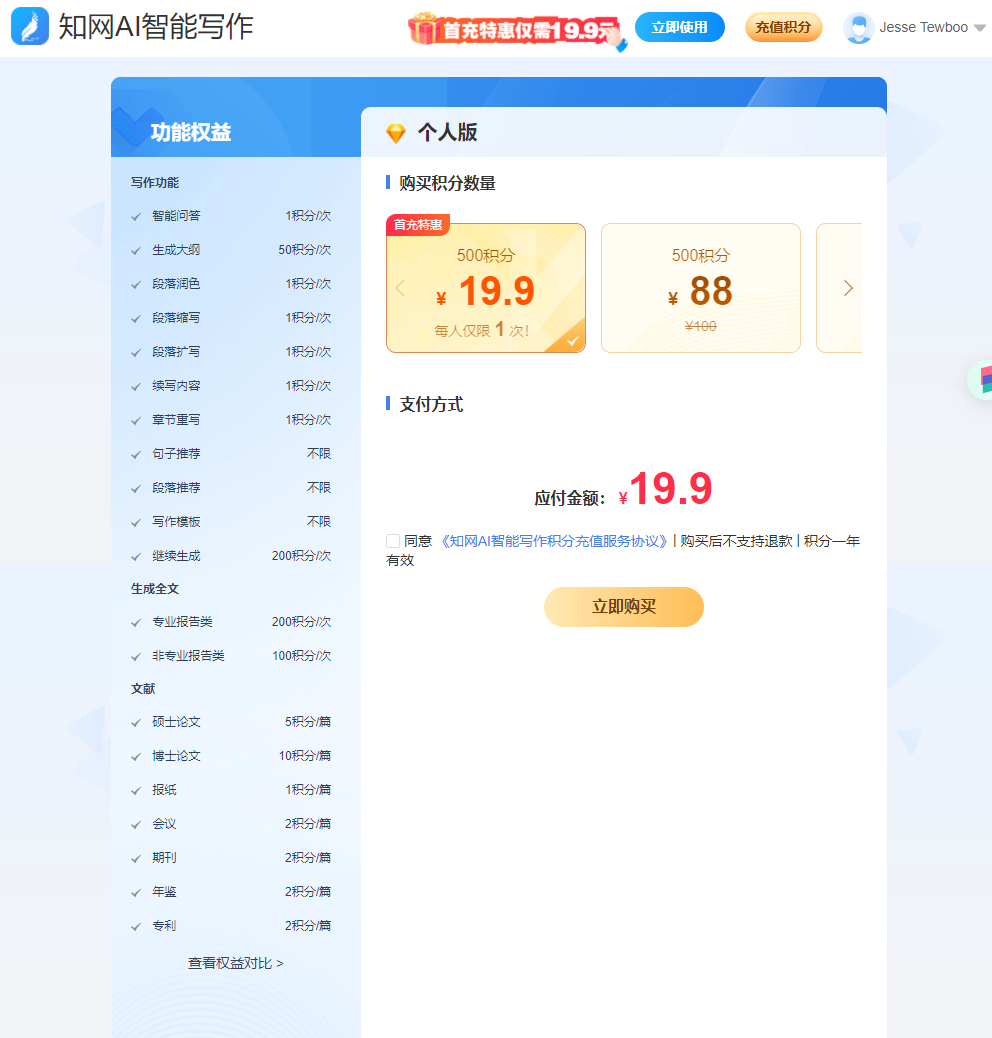 知网AI智能写作
首充特惠仅需19.9元
立即使用
充值积分
Jesse Tewboo
功能权益
写作功能
智能问答 1积分/次
生成大纲 50积分/次
段落润色 1积分/次
段落缩写 1积分/次
段落扩写 1积分/次
续写内容 1积分/次
章节重写 1积分/次
句子推荐 不限
段落推荐 不限
写作模板 不限
继续生成 200积分/次
生成全文
专业报告类 200积分/次
非专业报告类 100积分/次
文献
硕士论文 5积分/篇
博士论文 10积分/篇
报纸 1积分/篇
会议 2积分/篇
期刊 2积分/篇
年鉴 2积分/篇
专利 2积分/篇
查看权益对比 >
个人版
购买积分数量
首充特惠
500积分
¥ 19.9
每人仅限 1 次!
500积分
¥ 88
¥100
支付方式
应付金额: ¥19.9
同意《知网AI智能写作积分充值服务协议》| 购买后不支持退款 | 积分一年
有效
立即购买